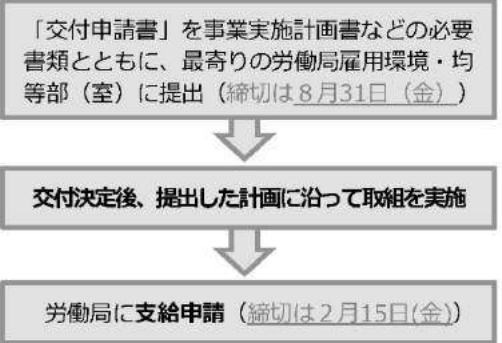 「交付申請書」を事業実施計画書などの必要
書類とともに、最寄りの労働局雇用環境・均
等部（室）に提出（締切は８月31日（金））
交付決定後、提出した計画に沿って取組を実施
労働局に支給申請（締切は２月15日(金)）